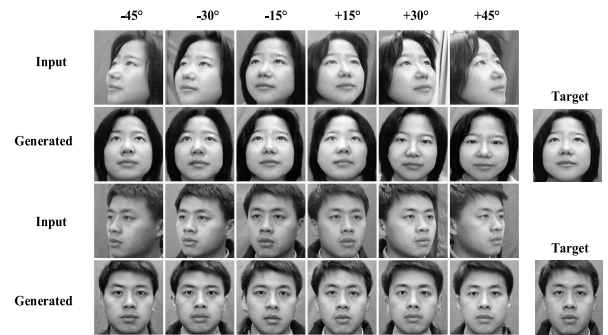 -45° -30° -15° +15° +30° +45°
Input
Target
Generated
Input
Target
Generated